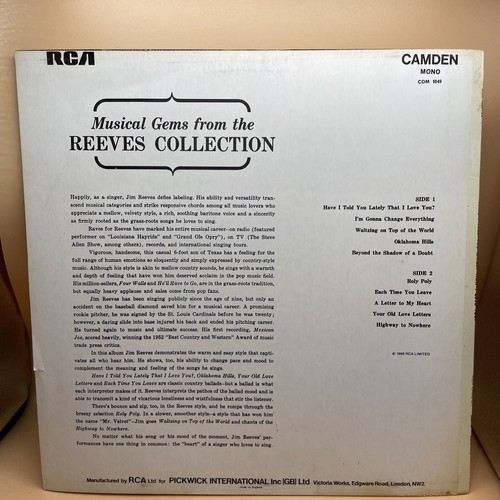 RCA
CAMDEN
MONO
CDM 1049
Musical Gems from the
REEVES COLLECTION
Happily, as a singer, Jim Reeves defies labeling. His ability and versatility tran-
scend musical categories and strike responsive chords among all music lovers who
appreciate a mellow, velvety style, a rich, soothing baritone voice and a sincerity
as firmly rooted as the grass-roots songs he loves to sing.
Raves for Reeves have marked his entire musical career—on radio (featured
performer on "Louisiana Hayride" and "Grand Ole Opry"), on TV (The Steve
Allen Show, among others), records, and international singing tours.
Vigorous, handsome, this casual 6-foot son of Texas has a feeling for the
full range of human emotions so eloquently and simply expressed by country-style
music. Although his style is akin to mellow country sounds, he sings with a warmth
and depth of feeling that have won him deserved acclaim in the pop music field.
His million-sellers, Four Walls and He'll Have to Go, are in the grass-roots tradition,
but equally heavy applause and sales come from pop fans.
Jim Reeves has been singing publicly since the age of nine, but only an
accident on the baseball diamond saved him for a musical career. A promising
rookie pitcher, he was signed by the St. Louis Cardinals before he was twenty;
however, a daring slide into base injured his back and ended his pitching career.
He turned again to music and ultimate success. His first recording, Mexican
Joe, scored heavily, winning the 1952 "Best Country and Western" Award of music
trade press critics.
In this album Jim Reeves demonstrates the warm and easy style that capti-
vates all who hear him. He shows, too, his ability to change pace and mood to
complement the meaning and feeling of the songs he sings.
Have I Told You Lately That I Love You?, Oklahoma Hills, Your Old Love
Letters and Each Time You Leave are classic country ballads—but a ballad is what
each interpreter makes of it. Reeves interprets the pathos of the ballad mood and is
able to transmit a kind of vicarious loneliness and wistfulness that stir the listener.
There's bounce and zip, too, in the Reeves style, and he romps through the
breezy selection Roly Poly. In a slower, smoother style—a style that has won him
the name "Mr. Velvet"—Jim goes Waltzing on Top of the World and chants of the
Highway to Nowhere.
No matter what his song or his mood of the moment, Jim Reeves' per-
formances have one thing in common: the "heart" of a singer who loves to sing.
SIDE 1
Have I Told You Lately That I Love You?
I'm Gonna Change Everything
Waltzing on Top of the World
Oklahoma Hills
Beyond the Shadow of a Doubt
SIDE 2
Roly Poly
Each Time You Leave
A Letter to My Heart
Your Old Love Letters
Highway to Nowhere
RCA LIMITED
Manufactured by RCA Ltd for PICKWICK INTERNATIONAL, Inc [GB] Ltd Victoria Works, Edgware Road, London, NW2.